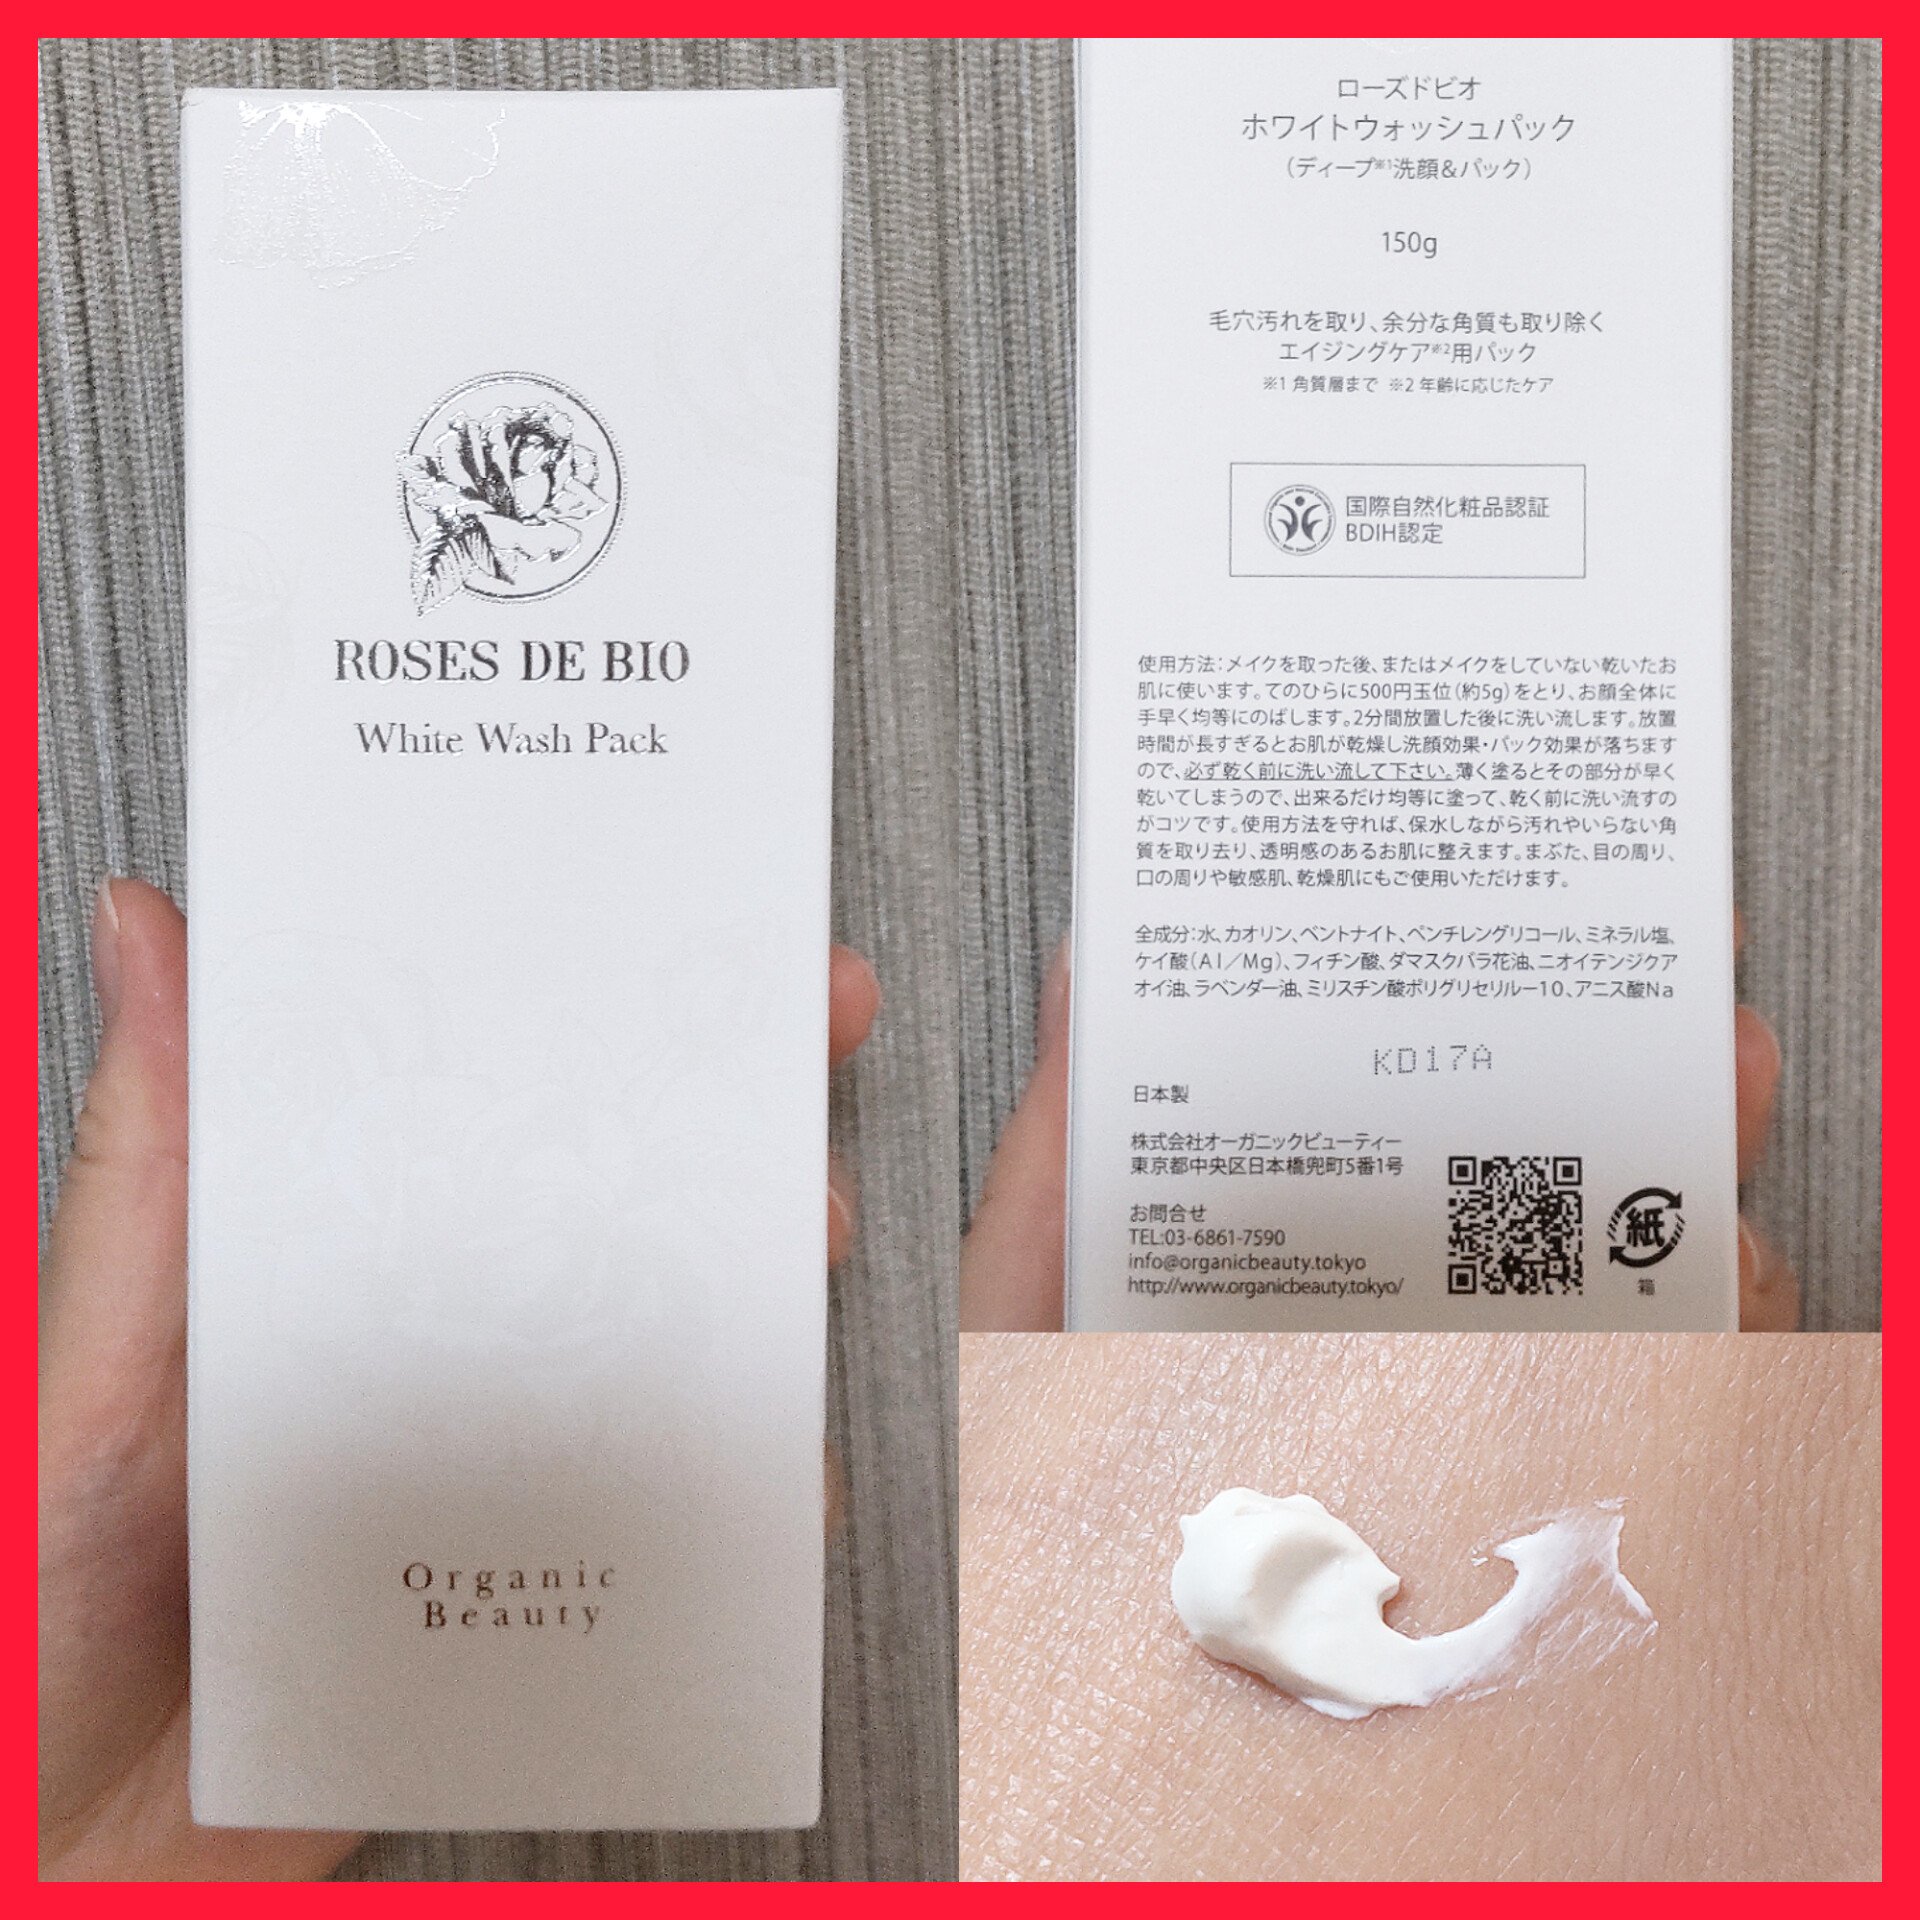 ROSES DE BIO
White Wash Pack
Organic
Beauty
ローズドビオ
ホワイトウォッシュパック
（ディープ※1洗顔＆パック）
150g
毛穴汚れを取り、余分な角質も取り除く
エイジングケア※2用パック
※1 角質層まで ※2 年齢に応じたケア
国際自然化粧品認証
BDIH認定
使用方法：メイクを取った後、またはメイクをしていない乾いたお
肌に使います。てのひらに500円玉位（約5g）をとり、お顔全体に
手早く均等にのばします。2分間放置した後に洗い流します。放置
時間が長すぎるとお肌が乾燥し洗顔効果・パック効果が落ちます
ので、必ず乾く前に洗い流して下さい。薄く塗るとその部分が早く
乾いてしまうので、出来るだけ均等に塗って、乾く前に洗い流すの
がコツです。使用方法を守れば、保水しながら汚れやいらない角
質を取り去り、透明感のあるお肌に整えます。まぶた、目の周り、
口の周りや敏感肌、乾燥肌にもご使用いただけます。
全成分：水、カオリン、ベントナイト、ペンチレングリコール、ミネラル塩、
ケイ酸（Al／Mg）、フィチン酸、ダマスクバラ花油、ニオイテンジクア
オイ油、ラベンダー油、ミリスチン酸ポリグリセリル－10、アニス酸Na
KD17A
日本製
株式会社オーガニックビューティー
東京都中央区日本橋兜町5番1号
お問合せ
TEL:03-6861-7590
info@organicbeauty.tokyo
http://www.organicbeauty.tokyo/
紙
箱